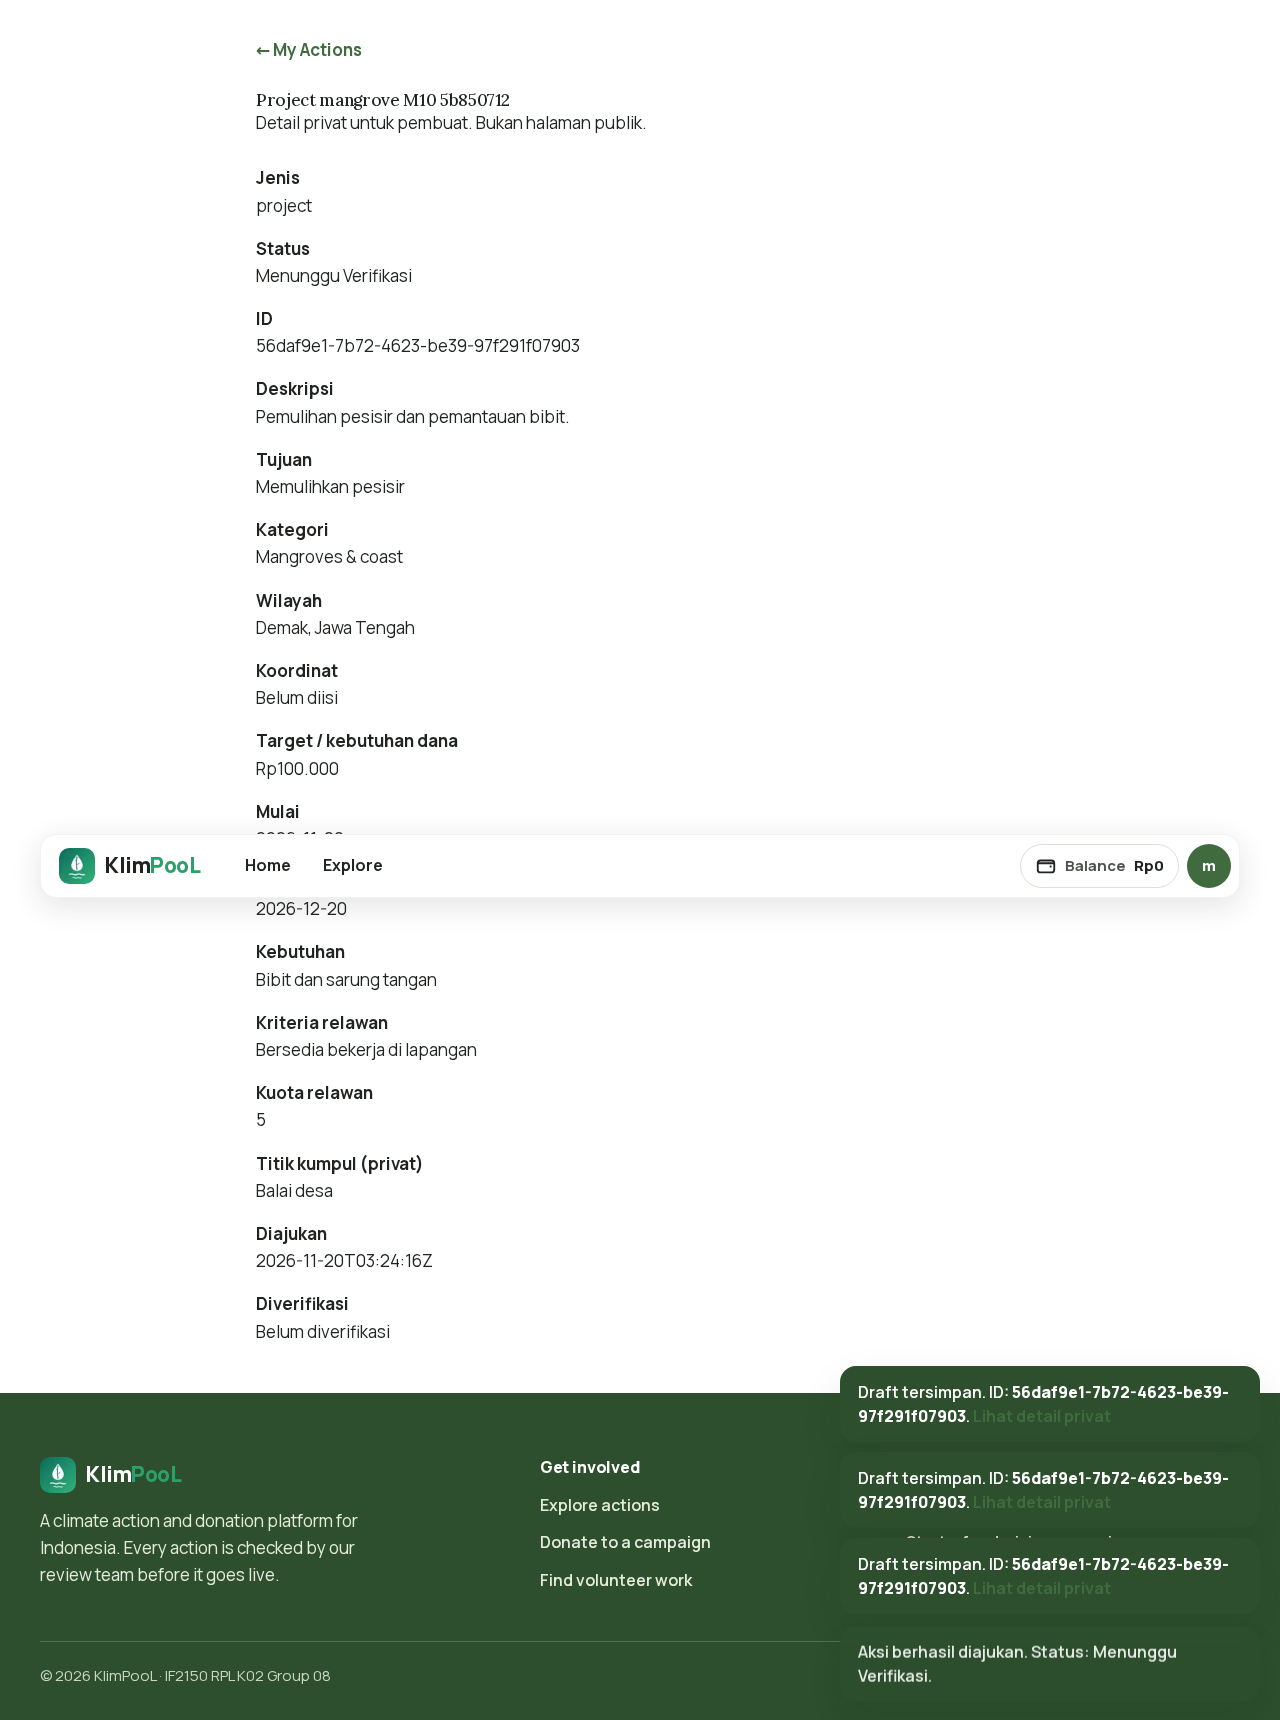 ← My Actions
Project mangrove M10 5b850712
Detail privat untuk pembuat. Bukan halaman publik.
Jenis
project
Status
Menunggu Verifikasi
ID
56daf9e1-7b72-4623-be39-97f291f07903
Deskripsi
Pemulihan pesisir dan pemantauan bibit.
Tujuan
Memulihkan pesisir
Kategori
Mangroves & coast
Wilayah
Demak, Jawa Tengah
Koordinat
Belum diisi
Target / kebutuhan dana
Rp100.000
Mulai
KlimPooL
Home
Explore
Balance Rp0
m
2026-12-20
Kebutuhan
Bibit dan sarung tangan
Kriteria relawan
Bersedia bekerja di lapangan
Kuota relawan
5
Titik kumpul (privat)
Balai desa
Diajukan
2026-11-20T03:24:16Z
Diverifikasi
Belum diverifikasi
KlimPooL
A climate action and donation platform for
Indonesia. Every action is checked by our
review team before it goes live.
Get involved
Explore actions
Donate to a campaign
Find volunteer work
Draft tersimpan. ID: 56daf9e1-7b72-4623-be39-
97f291f07903. Lihat detail privat
Draft tersimpan. ID: 56daf9e1-7b72-4623-be39-
97f291f07903. Lihat detail privat
Draft tersimpan. ID: 56daf9e1-7b72-4623-be39-
97f291f07903. Lihat detail privat
Aksi berhasil diajukan. Status: Menunggu
Verifikasi.
© 2026 KlimPooL · IF2150 RPL K02 Group 08